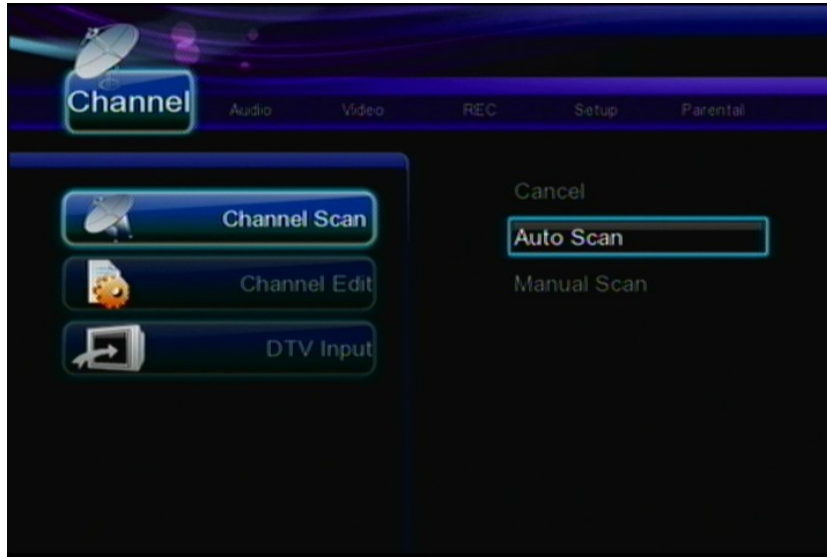 Channel Audio Video REC Setup Parental
Channel Scan
Channel Edit
DTV Input
Cancel
Auto Scan
Manual Scan